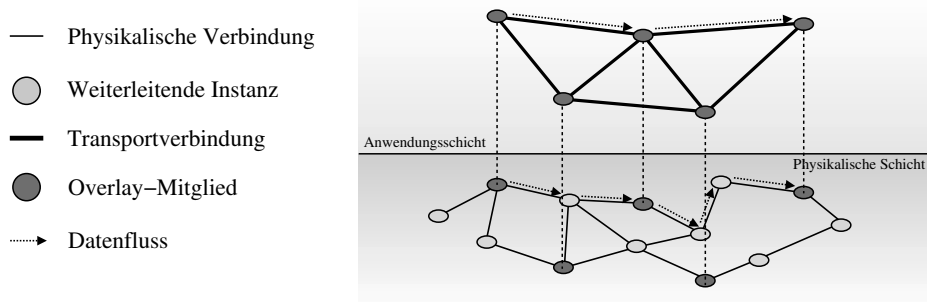 Physikalische Verbindung
Weiterleitende Instanz
Transportverbindung
Overlay−Mitglied
Datenfluss
Anwendungsschicht
Physikalische Schicht